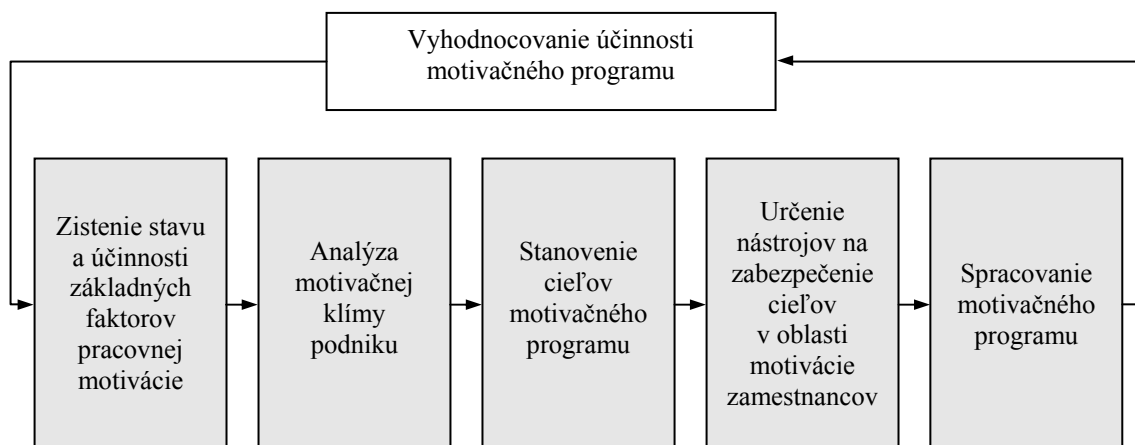 Vyhodnocovanie účinnosti
motivačného programu
Zistenie stavu
a účinnosti
základných
faktorov
pracovnej
motivácie
Analýza
motivačnej
klímy
podniku
Stanovenie
cieľov
motivačného
programu
Určenie
nástrojov na
zabezpečenie
cieľov
v oblasti
motivácie
zamestnancov
Spracovanie
motivačného
programu